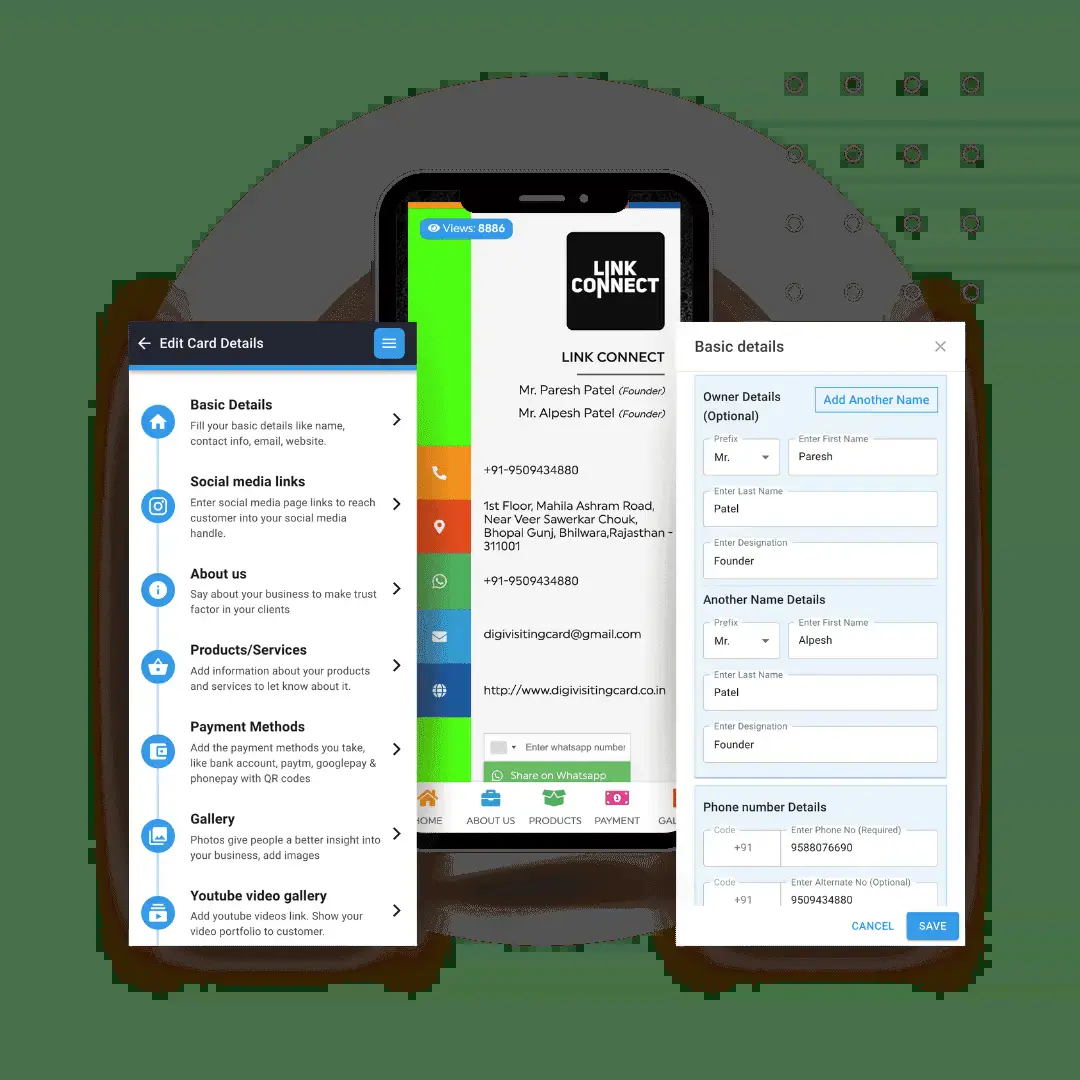 Views: 8886
LINK
CONNECT
LINK CONNECT
Mr. Paresh Patel (Founder)
Mr. Alpesh Patel (Founder)
+91-9509434880
1st Floor, Mahila Ashram Road,
Near Veer Sawerkar Chouk,
Bhopal Gunj, Bhilwara,Rajasthan -
311001
+91-9509434880
digivisitingcard@gmail.com
http://www.digivisitingcard.co.in
Enter whatsapp number
Share on Whatsapp
HOME
ABOUT US
PRODUCTS
PAYMENT
GAL
Edit Card Details
Basic Details
Fill your basic details like name,
contact info, email, website.
Social media links
Enter social media page links to reach
customer into your social media
handle.
About us
Say about your business to make trust
factor in your clients
Products/Services
Add information about your products
and services to let know about it.
Payment Methods
Add the payment methods you take,
like bank account, paytm, googlepay &
phonepay with QR codes
Gallery
Photos give people a better insight into
your business, add images
Youtube video gallery
Add youtube videos link. Show your
video portfolio to customer.
Basic details
Owner Details
(Optional)
Add Another Name
Prefix
Mr.
Enter First Name
Paresh
Enter Last Name
Patel
Enter Designation
Founder
Another Name Details
Prefix
Mr.
Enter First Name
Alpesh
Enter Last Name
Patel
Enter Designation
Founder
Phone number Details
Code
+91
Enter Phone No (Required)
9588076690
Code
+91
Enter Alternate No (Optional)
9509434880
CANCEL
SAVE